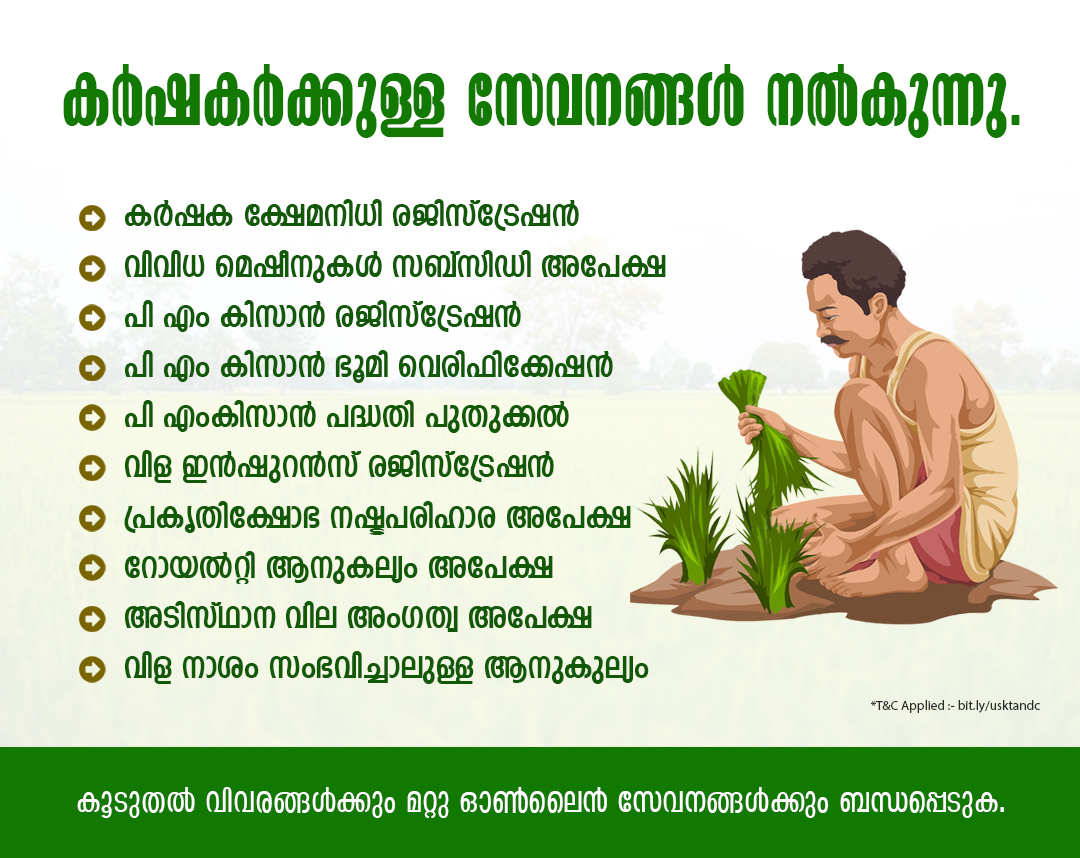 കർഷകർക്കുള്ള സേവനങ്ങൾ നൽകുന്നു.
കർഷക ക്ഷേമനിധി രജിസ്ട്രേഷൻ
വിവിധ മെഷീനുകൾ സബ്സിഡി അപേക്ഷ
പി എം കിസാൻ രജിസ്ട്രേഷൻ
പി എം കിസാൻ ഭൂമി വെരിഫിക്കേഷൻ
പി എംകിസാൻ പദ്ധതി പുതുക്കൽ
വിള ഇൻഷുറൻസ് രജിസ്ട്രേഷൻ
പ്രകൃതിക്ഷോഭ നഷ്ടപരിഹാര അപേക്ഷ
റോയൽറ്റി ആനുകല്യം അപേക്ഷ
അടിസ്ഥാന വില അംഗത്വ അപേക്ഷ
വിള നാശം സംഭവിച്ചാലുള്ള ആനുകുല്യം
*T&C Applied :- bit.ly/usktandc
കൂടുതൽ വിവരങ്ങൾക്കും മറ്റു ഓൺലൈൻ സേവനങ്ങൾക്കും ബന്ധപ്പെടുക.